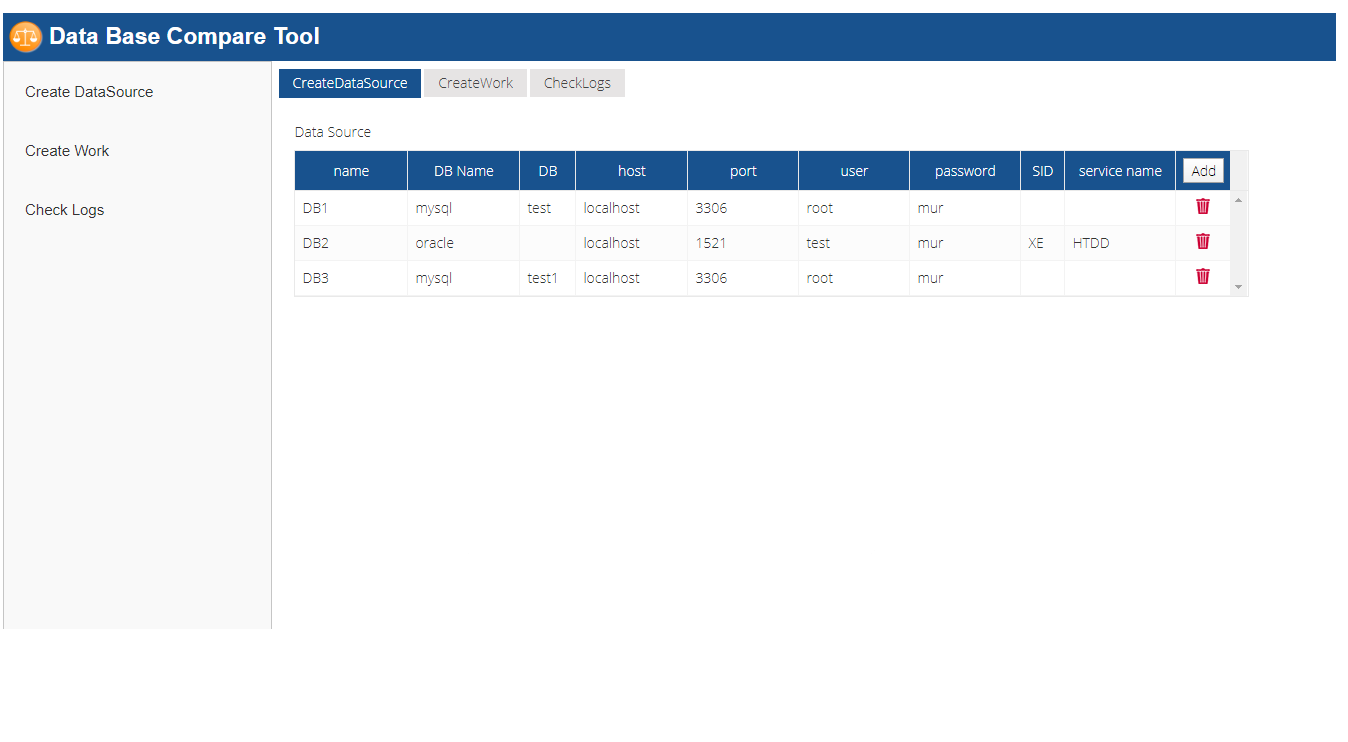 Data Base Compare Tool
Create DataSource
Create Work
Check Logs
CreateDataSource CreateWork CheckLogs
Data Source
name DB Name DB host port user password SID service name Add
DB1 mysql test localhost 3306 root mur
DB2 oracle localhost 1521 test mur XE HTDD
DB3 mysql test1 localhost 3306 root mur